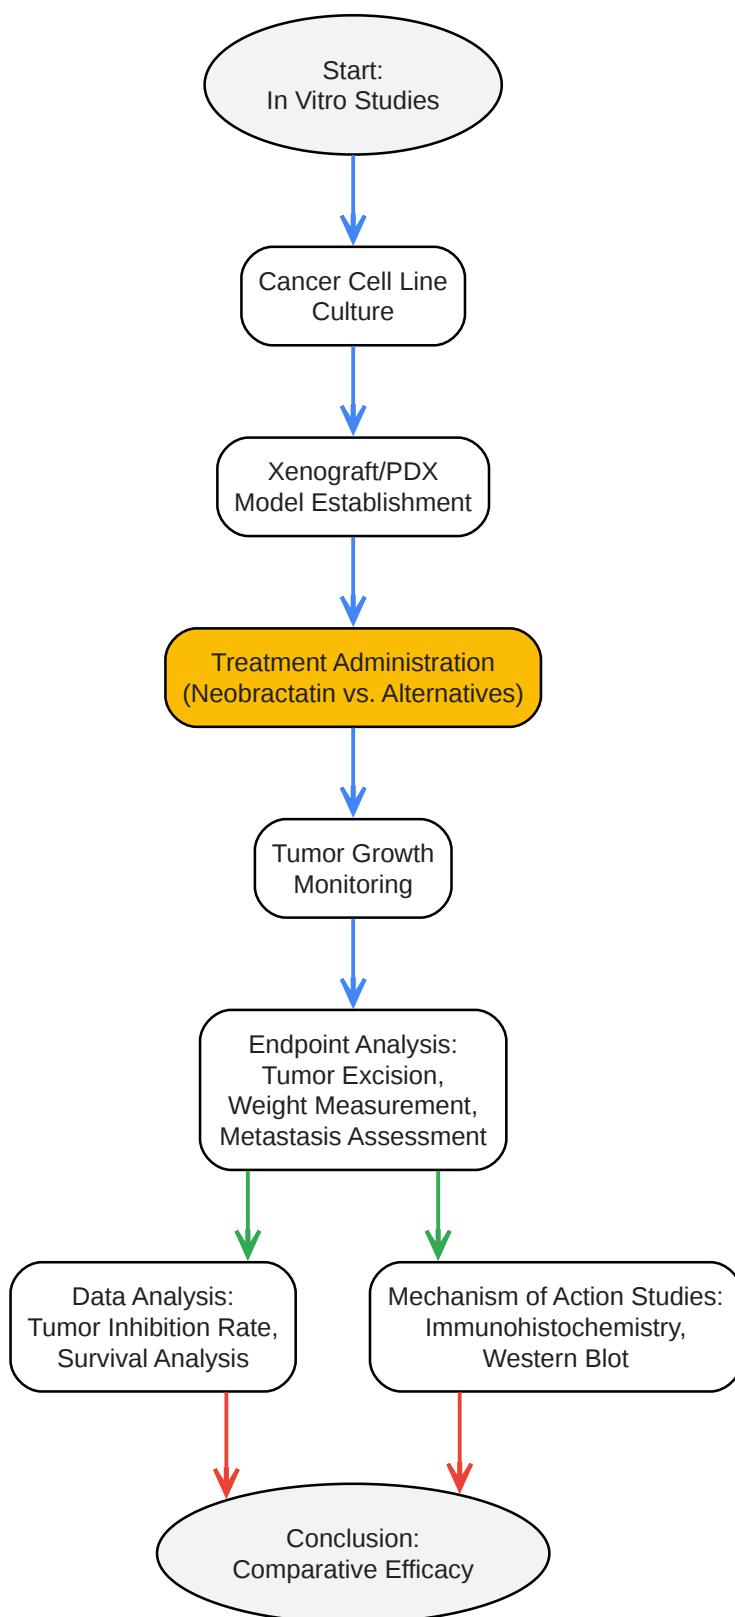 Start:
In Vitro Studies
Cancer Cell Line
Culture
Xenograft/PDX
Model Establishment
Treatment Administration
(Neobractatin vs. Alternatives)
Tumor Growth
Monitoring
Endpoint Analysis:
Tumor Excision,
Weight Measurement,
Metastasis Assessment
Data Analysis:
Tumor Inhibition Rate,
Survival Analysis
Mechanism of Action Studies:
Immunohistochemistry,
Western Blot
Conclusion:
Comparative Efficacy